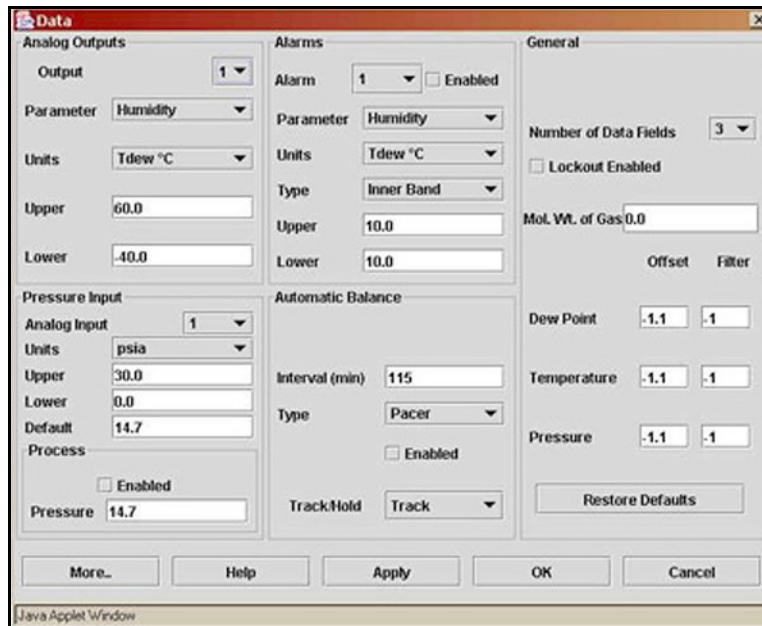 Data
Analog Outputs
Output 1
Parameter Humidity
Units Tdew °C
Upper 60.0
Lower -40.0
Pressure Input
Analog Input 1
Units psia
Upper 30.0
Lower 0.0
Default 14.7
Process
Enabled
Pressure 14.7
Alarms
Alarm 1 Enabled
Parameter Humidity
Units Tdew °C
Type Inner Band
Upper 10.0
Lower 10.0
Automatic Balance
Interval (min) 115
Type Pacer
Enabled
Track/Hold Track
General
Number of Data Fields 3
Lockout Enabled
Mol. Wt. of Gas 0.0
Offset Filter
Dew Point -1.1 -1
Temperature -1.1 -1
Pressure -1.1 -1
Restore Defaults
More... Help Apply OK Cancel
Java Applet Window